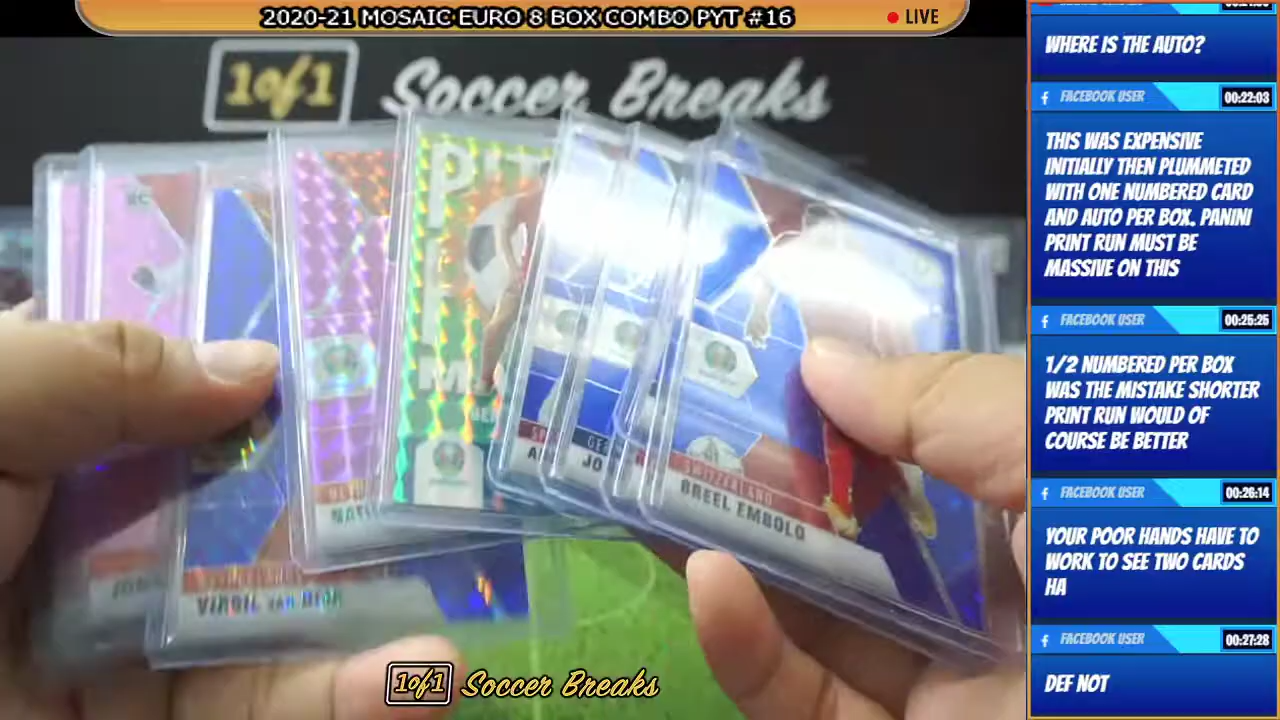 2020-21 MOSAIC EURO 8 BOX COMBO PYT #16
LIVE
1of1 Soccer Breaks
RC
PIT
SWITZERLAND
BREEL EMBOLO
VIRGIL VAN DIJK
1of1 Soccer Breaks
WHERE IS THE AUTO?
FACEBOOK USER 00:22:03
THIS WAS EXPENSIVE
INITIALLY THEN PLUMMETED
WITH ONE NUMBERED CARD
AND AUTO PER BOX. PANINI
PRINT RUN MUST BE
MASSIVE ON THIS
FACEBOOK USER 00:25:25
1/2 NUMBERED PER BOX
WAS THE MISTAKE SHORTER
PRINT RUN WOULD OF
COURSE BE BETTER
FACEBOOK USER 00:26:14
YOUR POOR HANDS HAVE TO
WORK TO SEE TWO CARDS
HA
FACEBOOK USER 00:27:28
DEF NOT